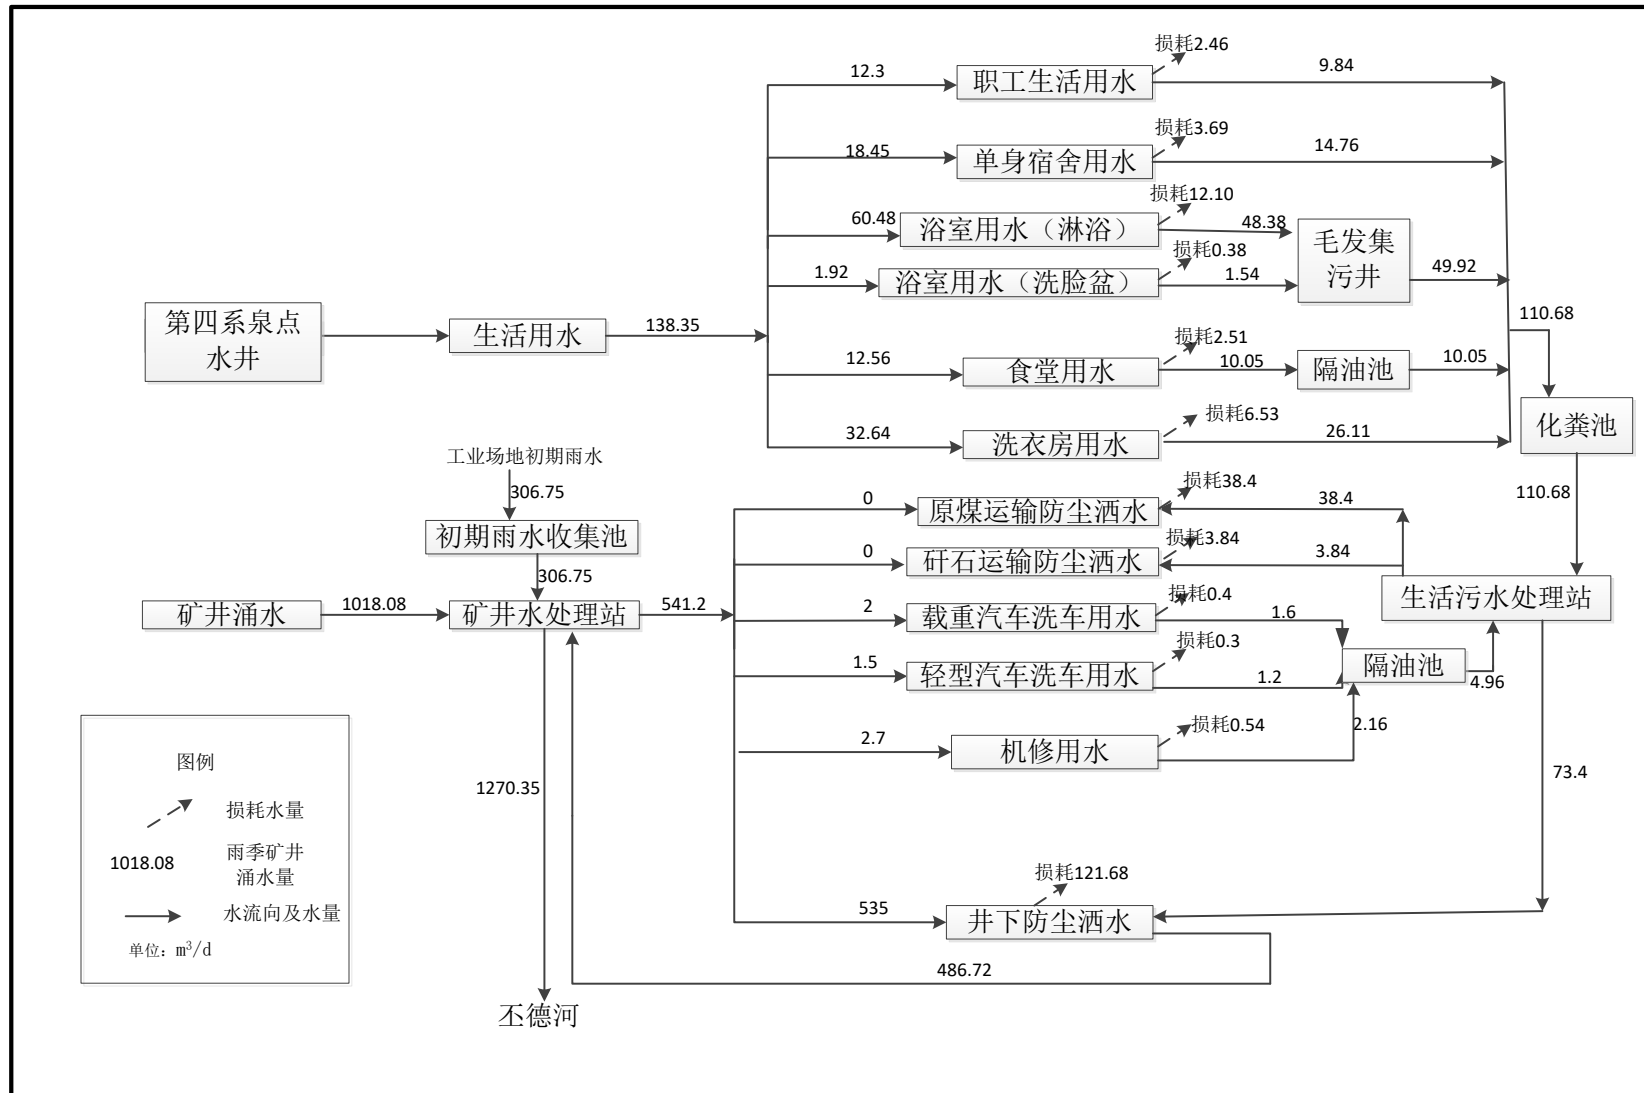 损耗2.46
12.3
职工生活用水
9.84
损耗3.69
18.45
单身宿舍用水
14.76
损耗12.10
60.48
浴室用水（淋浴）
48.38
毛发集
污井
损耗0.38
1.92
浴室用水（洗脸盆）
1.54
49.92
第四系泉点
水井
生活用水
138.35
110.68
损耗2.51
12.56
食堂用水
10.05
隔油池
10.05
化粪池
损耗6.53
32.64
洗衣房用水
26.11
工业场地初期雨水
306.75
初期雨水收集池
306.75
110.68
损耗38.4
0
原煤运输防尘洒水
38.4
损耗3.84
0
矸石运输防尘洒水
3.84
生活污水处理站
矿井涌水
1018.08
矿井水处理站
541.2
损耗0.4
2
载重汽车洗车用水
1.6
损耗0.3
1.5
轻型汽车洗车用水
1.2
隔油池
4.96
损耗0.54
2.7
机修用水
2.16
73.4
1270.35
图例
损耗水量
1018.08
雨季矿井
涌水量
水流向及水量
单位：m³/d
损耗121.68
535
井下防尘洒水
486.72
丕德河